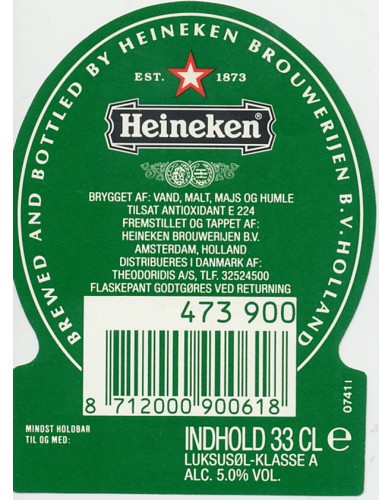 BREWED AND BOTTLED BY HEINEKEN BROUWERIJEN B.V. HOLLAND
EST. 1873
Heineken®
BRYGGET AF: VAND, MALT, MAJS OG HUMLE
TILSAT ANTIOXIDANT E 224
FREMSTILLET OG TAPPET AF:
HEINEKEN BROUWERIJEN B.V.
AMSTERDAM, HOLLAND
DISTRIBUERES I DANMARK AF:
THEODORIDIS A/S, TLF. 32524500
FLASKEPANT GODTGØRES VED RETURNING
473 900
8 712000 900618
07411
MINDST HOLDBAR
TIL OG MED:
INDHOLD 33 CL e
LUKSUSØL-KLASSE A
ALC. 5.0% VOL.